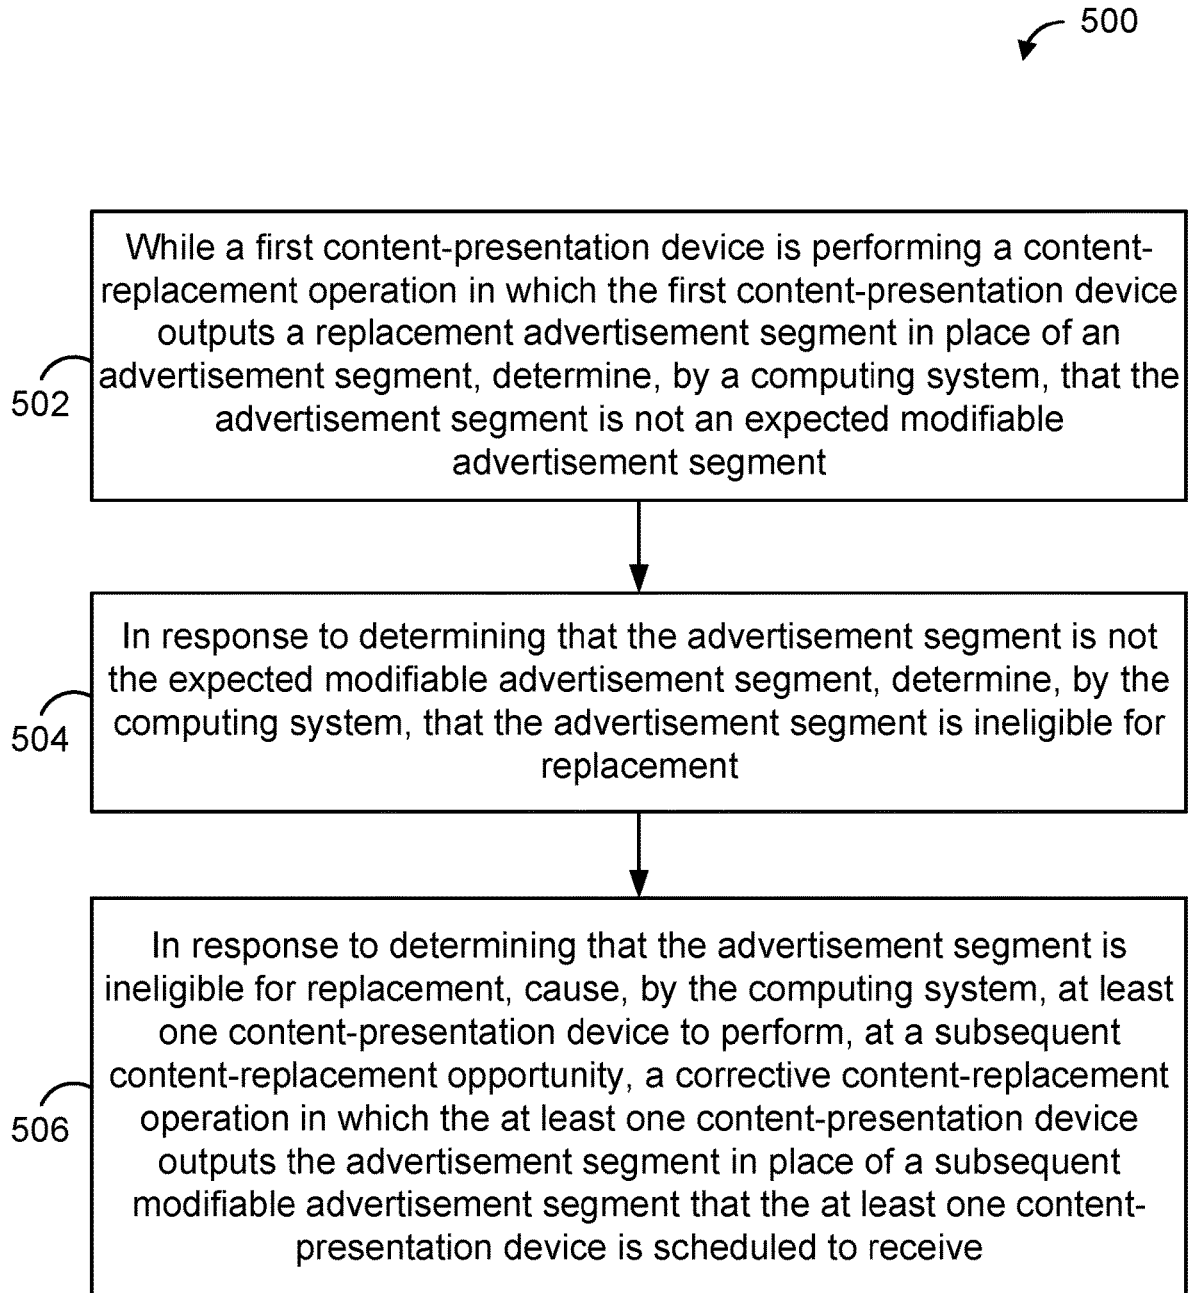 500
While a first content-presentation device is performing a content-
replacement operation in which the first content-presentation device
outputs a replacement advertisement segment in place of an
advertisement segment, determine, by a computing system, that the
advertisement segment is not an expected modifiable
advertisement segment
502
In response to determining that the advertisement segment is not
the expected modifiable advertisement segment, determine, by the
computing system, that the advertisement segment is ineligible for
replacement
504
In response to determining that the advertisement segment is
ineligible for replacement, cause, by the computing system, at least
one content-presentation device to perform, at a subsequent
content-replacement opportunity, a corrective content-replacement
operation in which the at least one content-presentation device
outputs the advertisement segment in place of a subsequent
modifiable advertisement segment that the at least one content-
presentation device is scheduled to receive
506